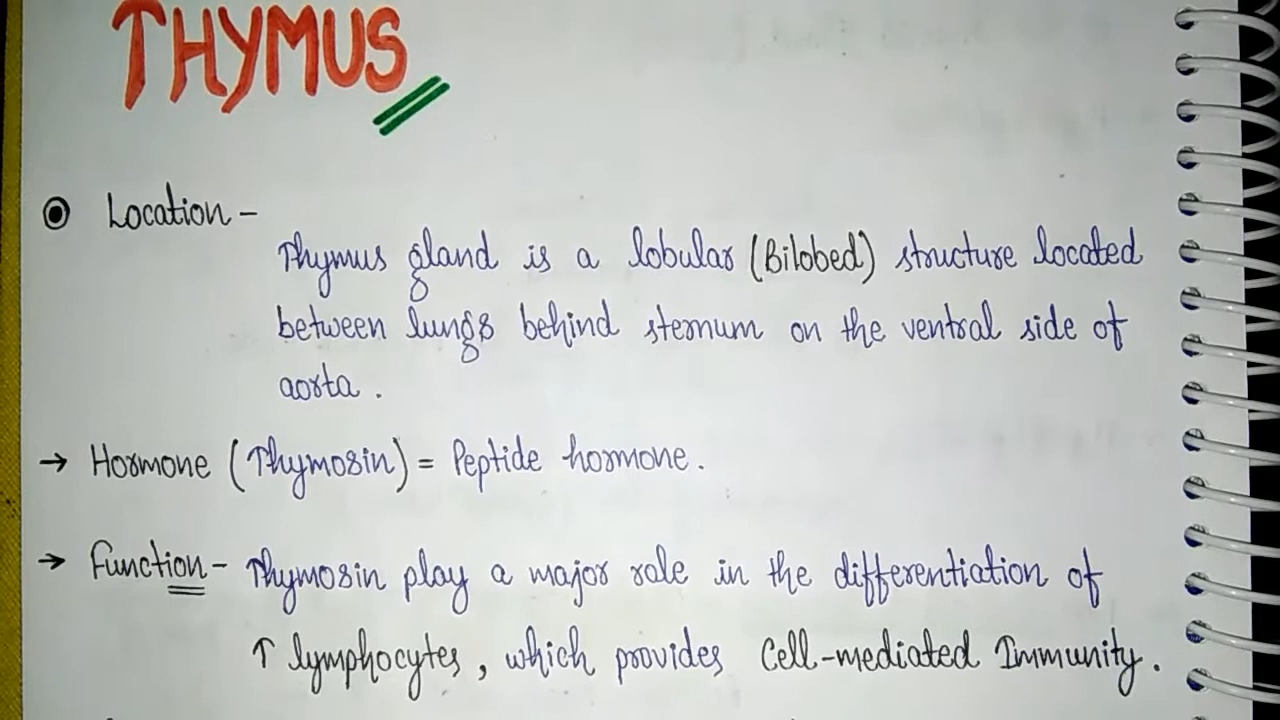 THYMUS
Location -
Thymus gland is a lobular (Bilobed) structure located
between lungs behind sternum on the ventral side of
aorta.
→ Hormone (Thymosin) = Peptide hormone.
→ Function - Thymosin play a major role in the differentiation of
T lymphocytes, which provides Cell-mediated Immunity.